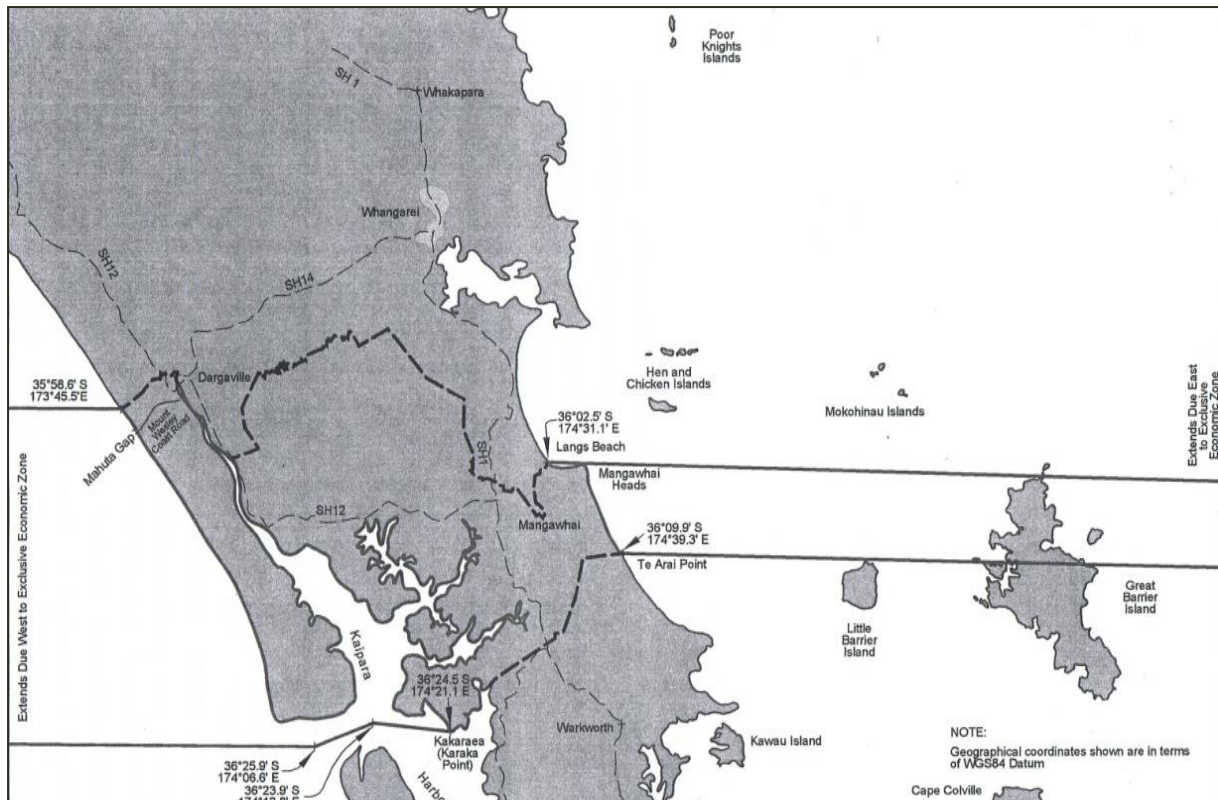 Poor
Knights
Islands
SH 1
Whakapara
Whangarei
SH12
SH14
35°58.6' S
173°45.5'E
Dargaville
Mount
Wesley
Coast Road
Mahuta Gap
Hen and
Chicken Islands
Mokohinau Islands
Extends Due East
to Exclusive
Economic Zone
36°02.5' S
174°31.1' E
Langs Beach
Mangawhai
Heads
SH1
SH12
Mangawhai
36°09.9' S
174°39.3' E
Te Arai Point
Little
Barrier
Island
Great
Barrier
Island
Extends Due West to Exclusive Economic Zone
Kaipara
36°24.5 S
174°21.1 E
Kakaraea
(Karaka
Point)
Warkworth
Kawau Island
36°25.9' S
174°06.6' E
36°23.9' S
NOTE:
Geographical coordinates shown are in terms
of WGS84 Datum
Cape Colville